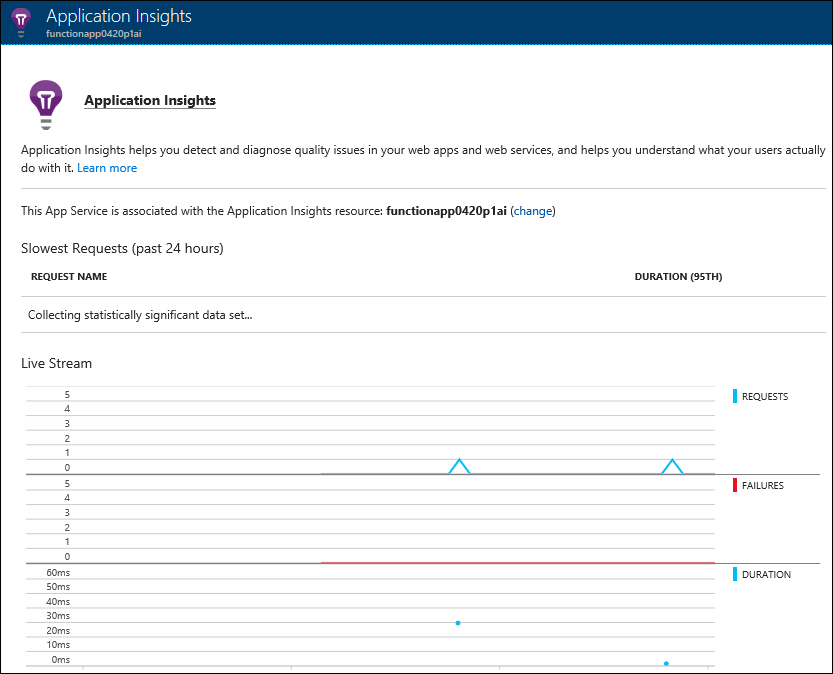 Application Insights
functionapp0420p1ai
Application Insights
Application Insights helps you detect and diagnose quality issues in your web apps and web services, and helps you understand what your users actually
do with it. Learn more
This App Service is associated with the Application Insights resource: functionapp0420p1ai (change)
Slowest Requests (past 24 hours)
REQUEST NAME DURATION (95TH)
Collecting statistically significant data set...
Live Stream
5
4
3
2
1
0
REQUESTS
5
4
3
2
1
0
FAILURES
60ms
50ms
40ms
30ms
20ms
10ms
0ms
DURATION